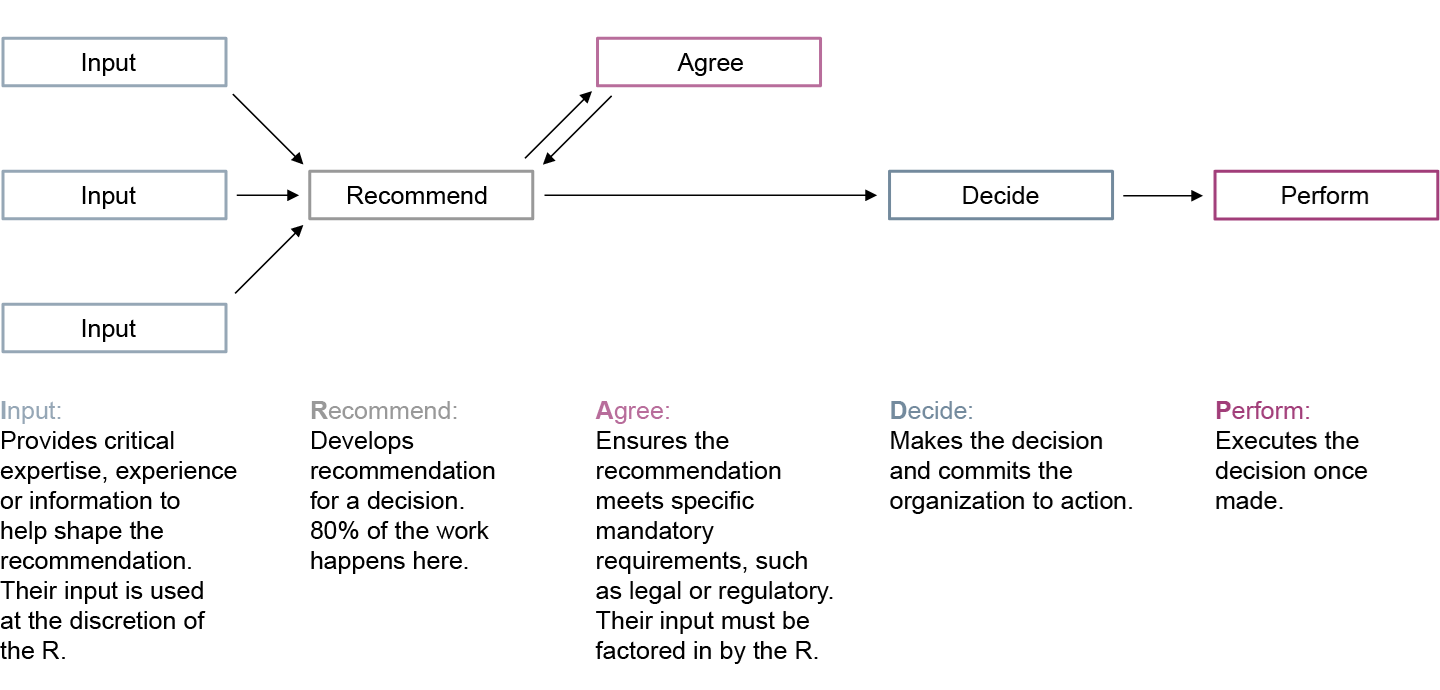 Input
Agree
Input
Recommend
Decide
Perform
Input
Input:
Provides critical
expertise, experience
or information to
help shape the
recommendation.
Their input is used
at the discretion of
the R.
Recommend:
Develops
recommendation
for a decision.
80% of the work
happens here.
Agree:
Ensures the
recommendation
meets specific
mandatory
requirements, such
as legal or regulatory.
Their input must be
factored in by the R.
Decide:
Makes the decision
and commits the
organization to action.
Perform:
Executes the
decision once
made.